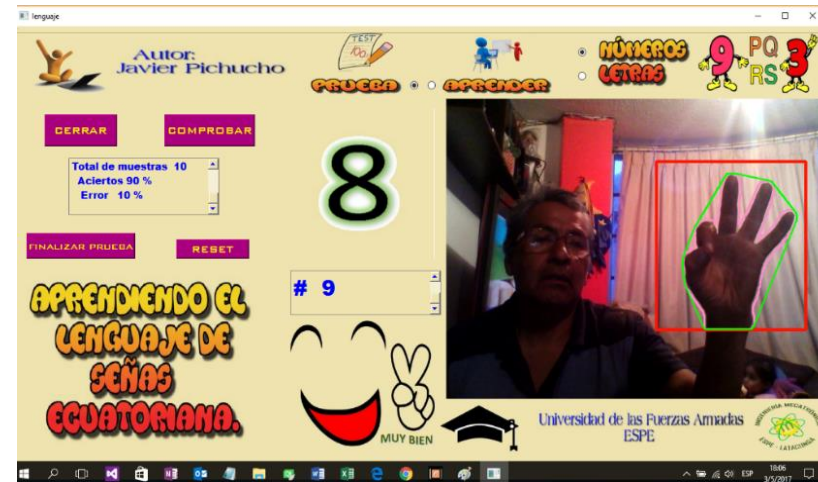 lenguaje
Autor:
Javier Pichucho
TEST
100
PRUEBA
APRENDER
NÚMEROS
LETRAS
9
PQ
RS
3
CERRAR
COMPROBAR
Total de muestras 10
Aciertos 90 %
Error 10 %
FINALIZAR PRUEBA
RESET
8
# 9
APRENDIENDO EL
LENGUAJE DE
SEÑAS
ECUATORIANA.
MUY BIEN
Universidad de las Fuerzas Armadas
ESPE
ESP
18:06
3/5/2017